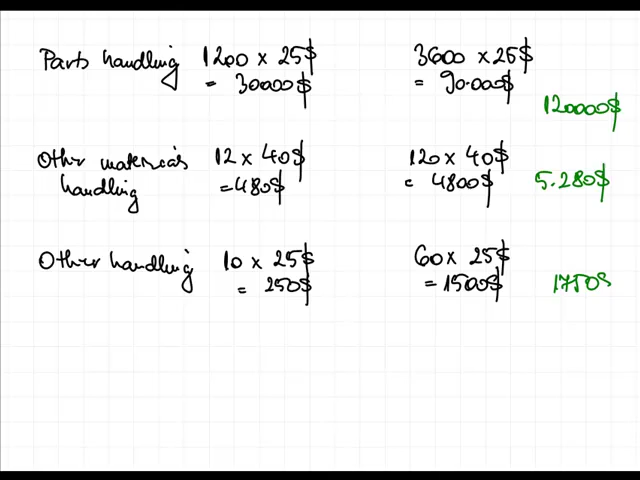 Parts handling 1200 x 25$ 3600 x 25$
= 30000$ = 90.000$
120000$
Other materials 12 x 40$ 120 x 40$
handling = 480$ = 4800$ 5.280$
Other handling 10 x 25$ 60 x 25$
= 250$ = 1500$ 1750$